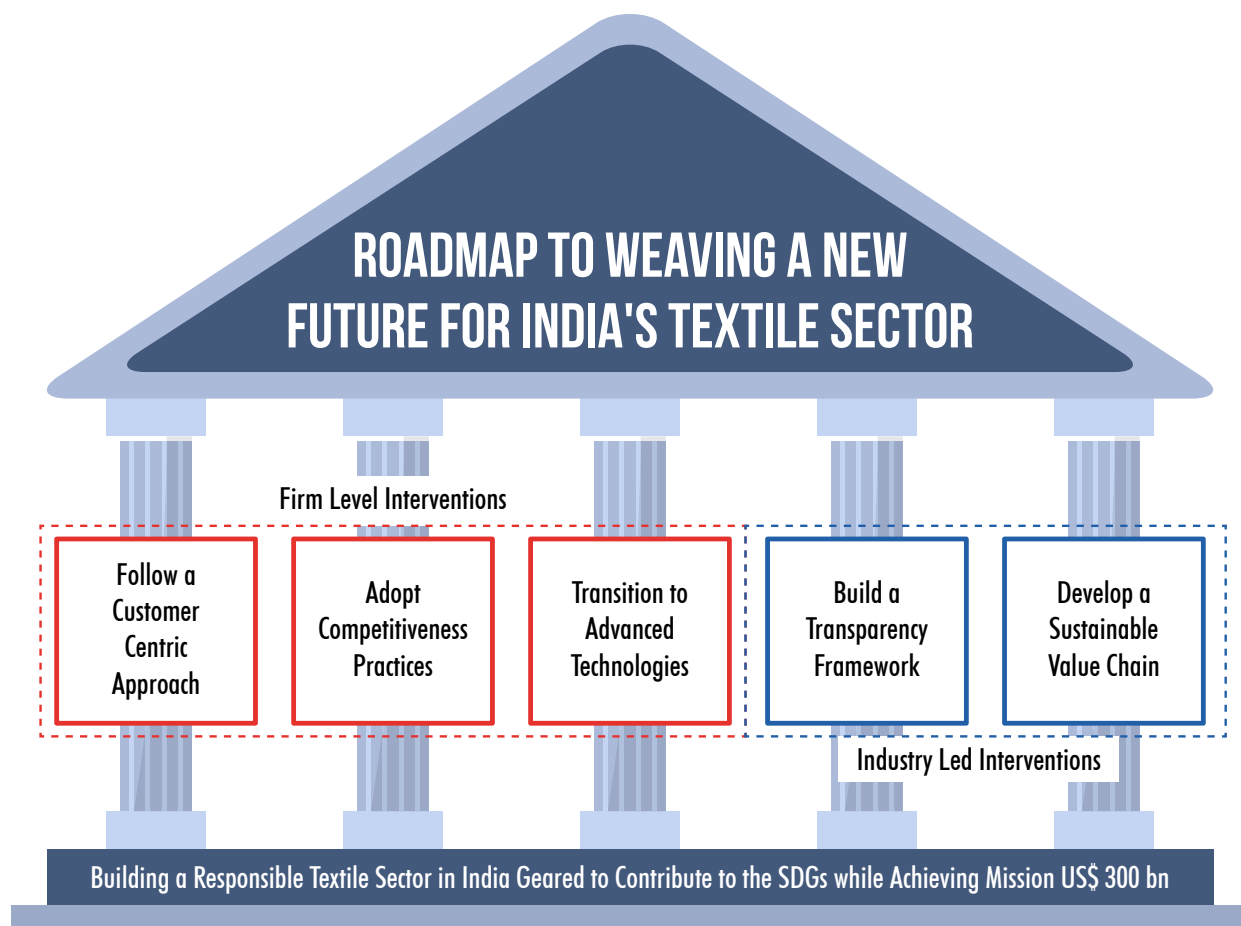 ROADMAP TO WEAVING A NEW
FUTURE FOR INDIA'S TEXTILE SECTOR
Firm Level Interventions
Follow a
Customer
Centric
Approach
Adopt
Competitiveness
Practices
Transition to
Advanced
Technologies
Build a
Transparency
Framework
Develop a
Sustainable
Value Chain
Industry Led Interventions
Building a Responsible Textile Sector in India Geared to Contribute to the SDGs while Achieving Mission US$ 300 bn